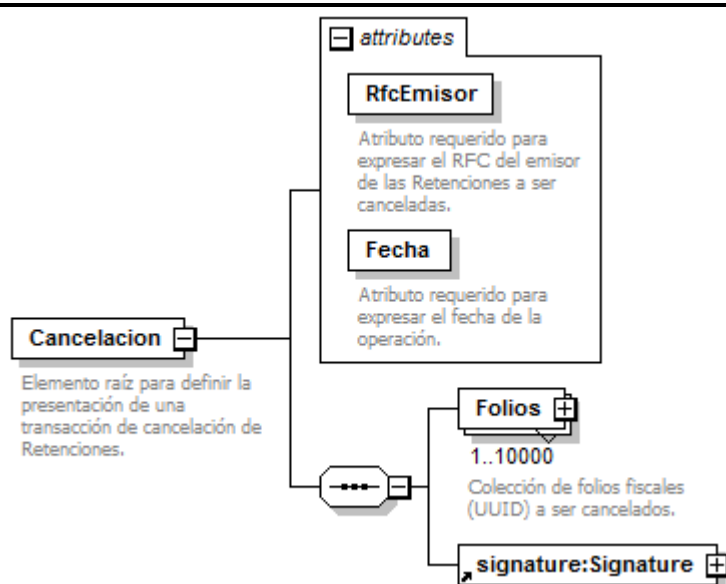 attributes
RfcEmisor
Atributo requerido para
expresar el RFC del emisor
de las Retenciones a ser
canceladas.
Fecha
Atributo requerido para
expresar el fecha de la
operación.
Cancelacion
Elemento raíz para definir la
presentación de una
transacción de cancelación de
Retenciones.
Folios
1..10000
Colección de folios fiscales
(UUID) a ser cancelados.
signature:Signature